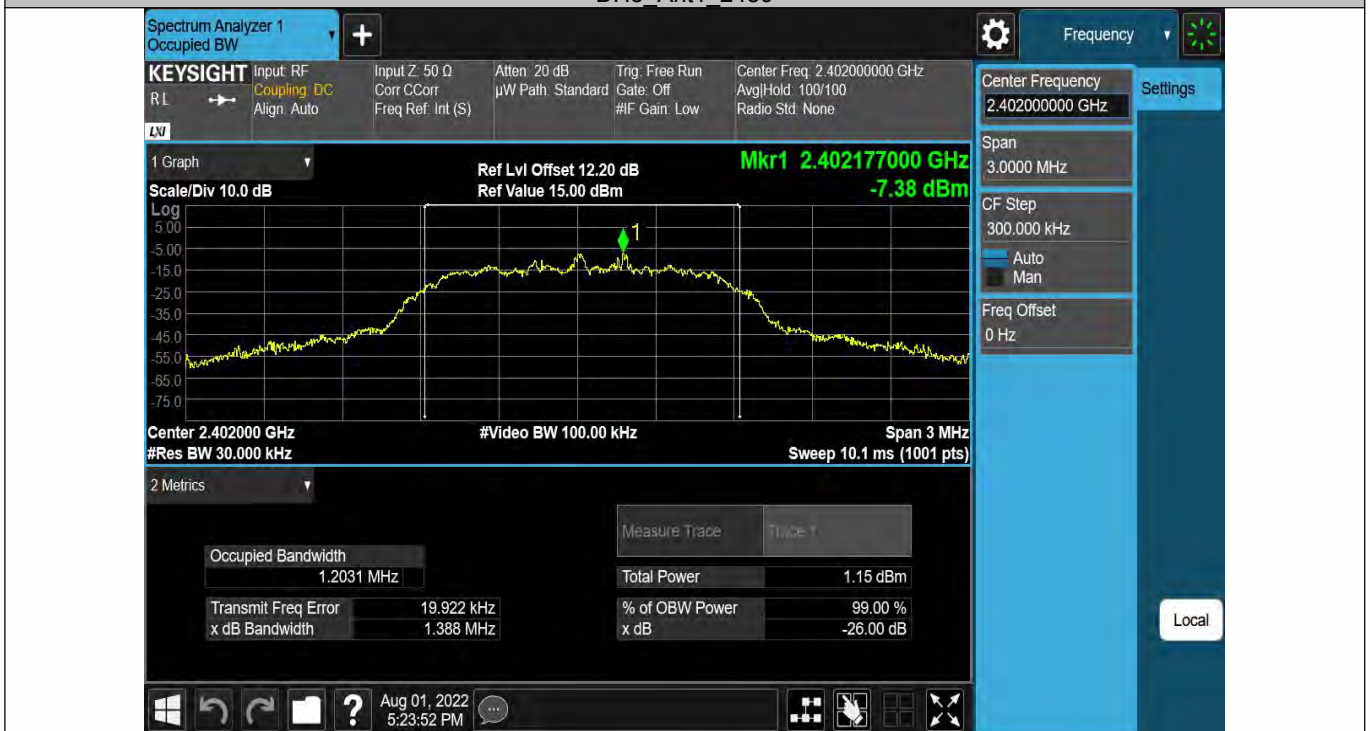 Spectrum Analyzer 1
Occupied BW
Frequency
KEYSIGHT
R L
LXI
Input: RF
Coupling: DC
Align: Auto
Input Z: 50 Ω
Corr CCorr
Freq Ref: Int (S)
Atten: 20 dB
µW Path: Standard
Trig: Free Run
Gate: Off
#IF Gain: Low
Center Freq: 2.402000000 GHz
Avg|Hold: 100/100
Radio Std: None
Center Frequency
2.402000000 GHz
Settings
Span
3.0000 MHz
CF Step
300.000 kHz
Auto
Man
Freq Offset
0 Hz
1 Graph
Scale/Div 10.0 dB
Ref Lvl Offset 12.20 dB
Ref Value 15.00 dBm
Mkr1 2.402177000 GHz
-7.38 dBm
Log
5.00
-5.00
-15.0
-25.0
-35.0
-45.0
-55.0
-65.0
-75.0
1
Center 2.402000 GHz
#Res BW 30.000 kHz
#Video BW 100.00 kHz
Span 3 MHz
Sweep 10.1 ms (1001 pts)
2 Metrics
Measure Trace
Trace 1
Occupied Bandwidth
1.2031 MHz
Total Power
1.15 dBm
Transmit Freq Error
19.922 kHz
% of OBW Power
99.00 %
x dB Bandwidth
1.388 MHz
x dB
-26.00 dB
Local
Aug 01, 2022
5:23:52 PM